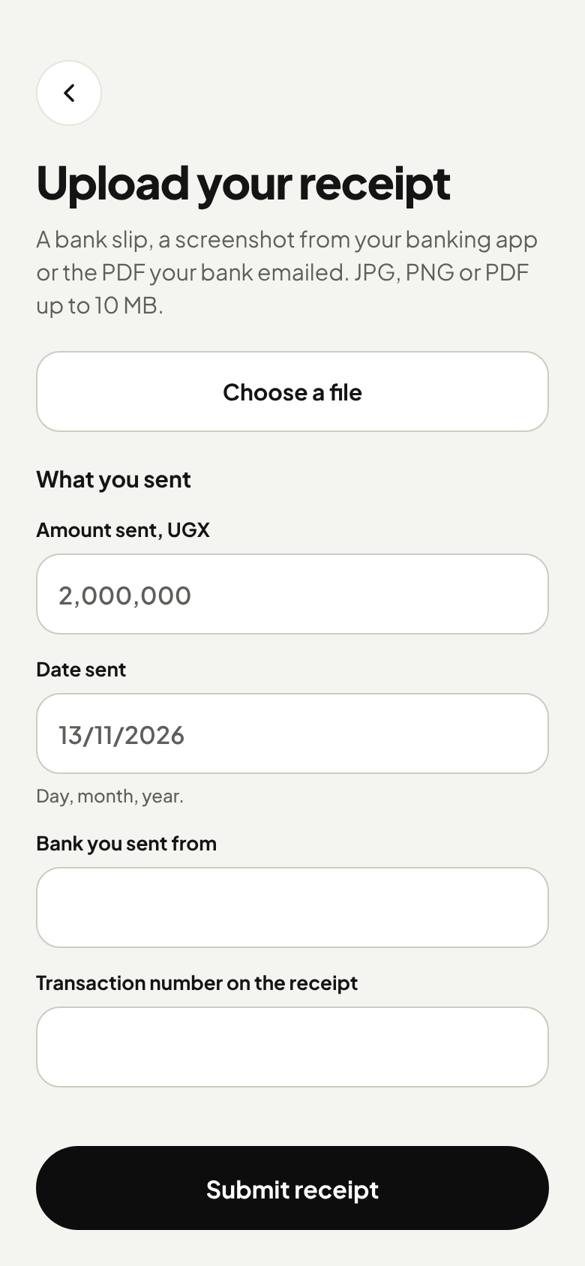 Upload your receipt
A bank slip, a screenshot from your banking app
or the PDF your bank emailed. JPG, PNG or PDF
up to 10 MB.
Choose a file
What you sent
Amount sent, UGX
2,000,000
Date sent
13/11/2026
Day, month, year.
Bank you sent from
Transaction number on the receipt
Submit receipt